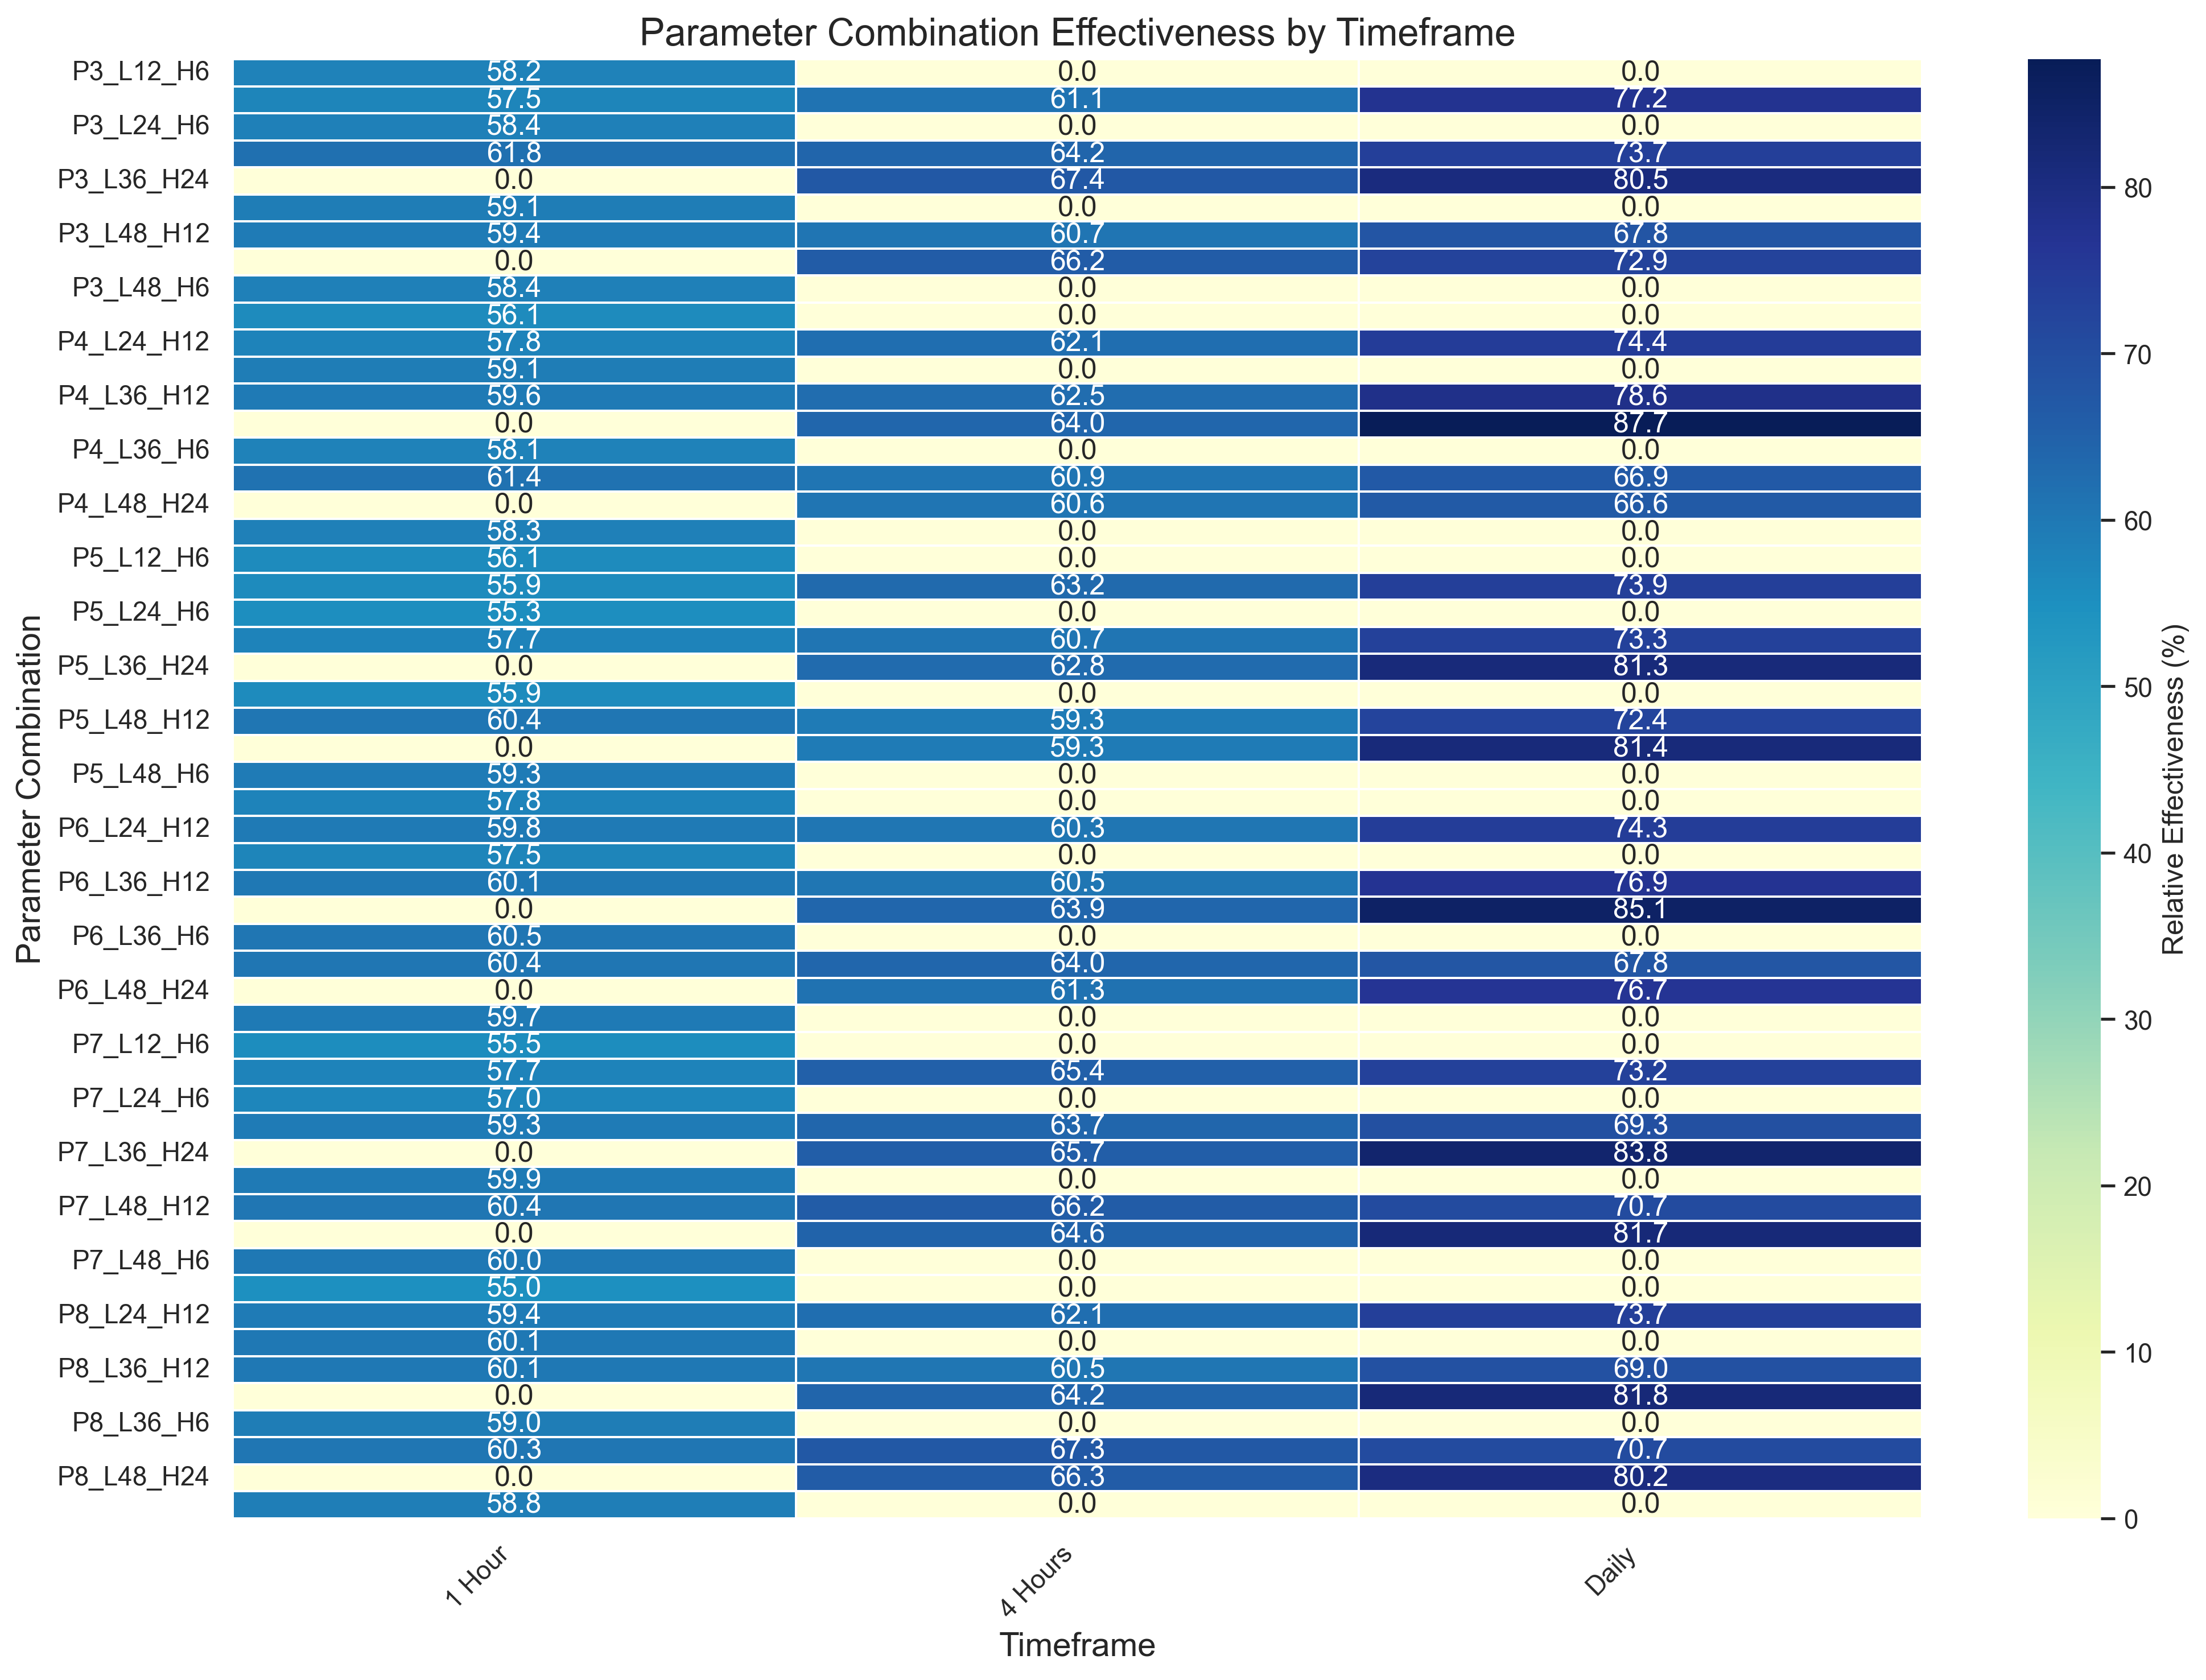 Parameter Combination Effectiveness by Timeframe
P3_L12_H6 58.2 0.0 0.0
57.5 61.1 77.2
P3_L24_H6 58.4 0.0 0.0
61.8 64.2 73.7
P3_L36_H24 0.0 67.4 80.5
59.1 0.0 0.0
P3_L48_H12 59.4 60.7 67.8
0.0 66.2 72.9
P3_L48_H6 58.4 0.0 0.0
56.1 0.0 0.0
P4_L24_H12 57.8 62.1 74.4
59.1 0.0 0.0
P4_L36_H12 59.6 62.5 78.6
0.0 64.0 87.7
P4_L36_H6 58.1 0.0 0.0
61.4 60.9 66.9
P4_L48_H24 0.0 60.6 66.6
58.3 0.0 0.0
P5_L12_H6 56.1 0.0 0.0
55.9 63.2 73.9
P5_L24_H6 55.3 0.0 0.0
57.7 60.7 73.3
P5_L36_H24 0.0 62.8 81.3
55.9 0.0 0.0
P5_L48_H12 60.4 59.3 72.4
0.0 59.3 81.4
P5_L48_H6 59.3 0.0 0.0
57.8 0.0 0.0
P6_L24_H12 59.8 60.3 74.3
57.5 0.0 0.0
P6_L36_H12 60.1 60.5 76.9
0.0 63.9 85.1
P6_L36_H6 60.5 0.0 0.0
60.4 64.0 67.8
P6_L48_H24 0.0 61.3 76.7
59.7 0.0 0.0
P7_L12_H6 55.5 0.0 0.0
57.7 65.4 73.2
P7_L24_H6 57.0 0.0 0.0
59.3 63.7 69.3
P7_L36_H24 0.0 65.7 83.8
59.9 0.0 0.0
P7_L48_H12 60.4 66.2 70.7
0.0 64.6 81.7
P7_L48_H6 60.0 0.0 0.0
55.0 0.0 0.0
P8_L24_H12 59.4 62.1 73.7
60.1 0.0 0.0
P8_L36_H12 60.1 60.5 69.0
0.0 64.2 81.8
P8_L36_H6 59.0 0.0 0.0
60.3 67.3 70.7
P8_L48_H24 0.0 66.3 80.2
58.8 0.0 0.0
Parameter Combination
1 Hour 4 Hours Daily
Timeframe
80
70
60
50
40
30
20
10
0
Relative Effectiveness (%)